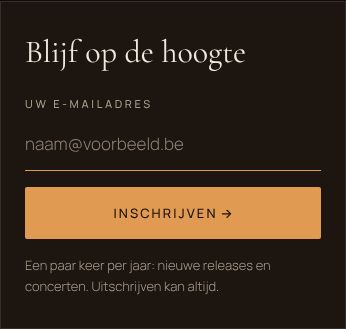 Blijf op de hoogte
UW E-MAILADRES
naam@voorbeeld.be
INSCHRIJVEN →
Een paar keer per jaar: nieuwe releases en
concerten. Uitschrijven kan altijd.